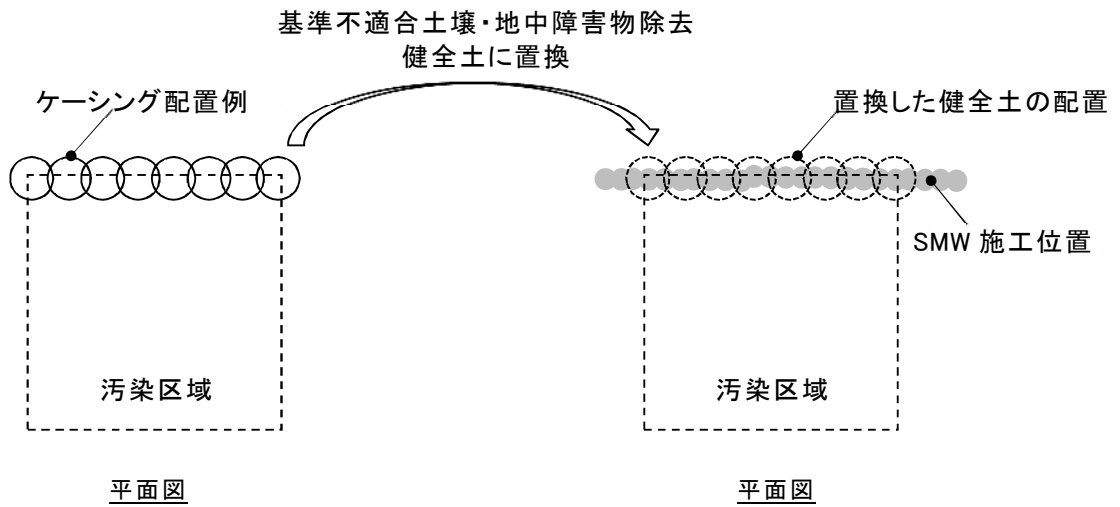 基準不適合土壌・地中障害物除去
健全土に置換
ケーシング配置例
置換した健全土の配置
SMW 施工位置
汚染区域
汚染区域
平面図
平面図